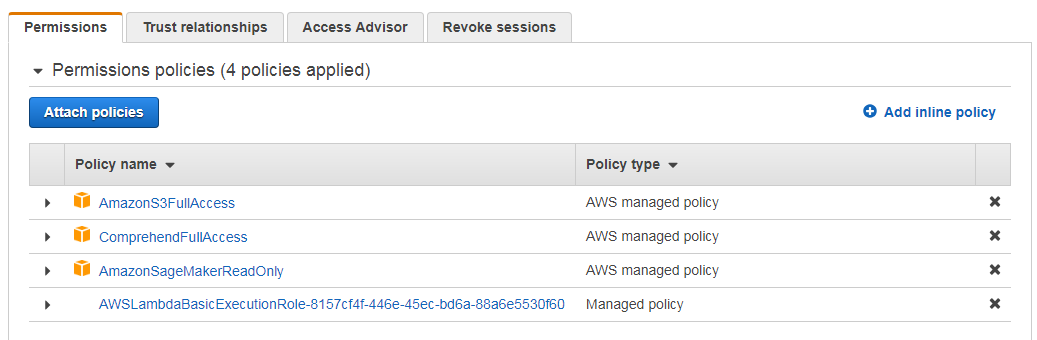 Permissions Trust relationships Access Advisor Revoke sessions
Permissions policies (4 policies applied)
Attach policies Add inline policy
Policy name Policy type
AmazonS3FullAccess AWS managed policy
ComprehendFullAccess AWS managed policy
AmazonSageMakerReadOnly AWS managed policy
AWSLambdaBasicExecutionRole-8157cf4f-446e-45ec-bd6a-88a6e5530f60 Managed policy